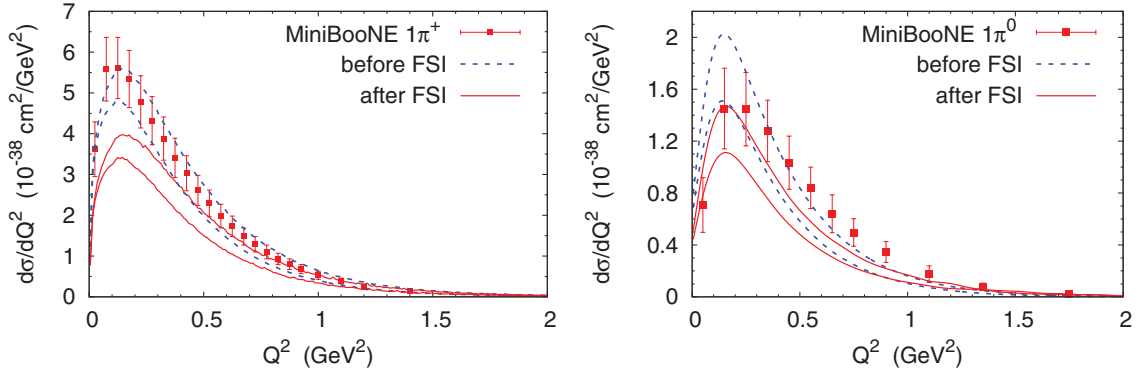 MiniBooNE 1π⁺
before FSI
after FSI
dσ/dQ² (10⁻³⁸ cm²/GeV²)
7
6
5
4
3
2
1
0
0 0.5 1 1.5 2
Q² (GeV²)
MiniBooNE 1π⁰
before FSI
after FSI
dσ/dQ² (10⁻³⁸ cm²/GeV²)
2
1.6
1.2
0.8
0.4
0
0 0.5 1 1.5 2
Q² (GeV²)